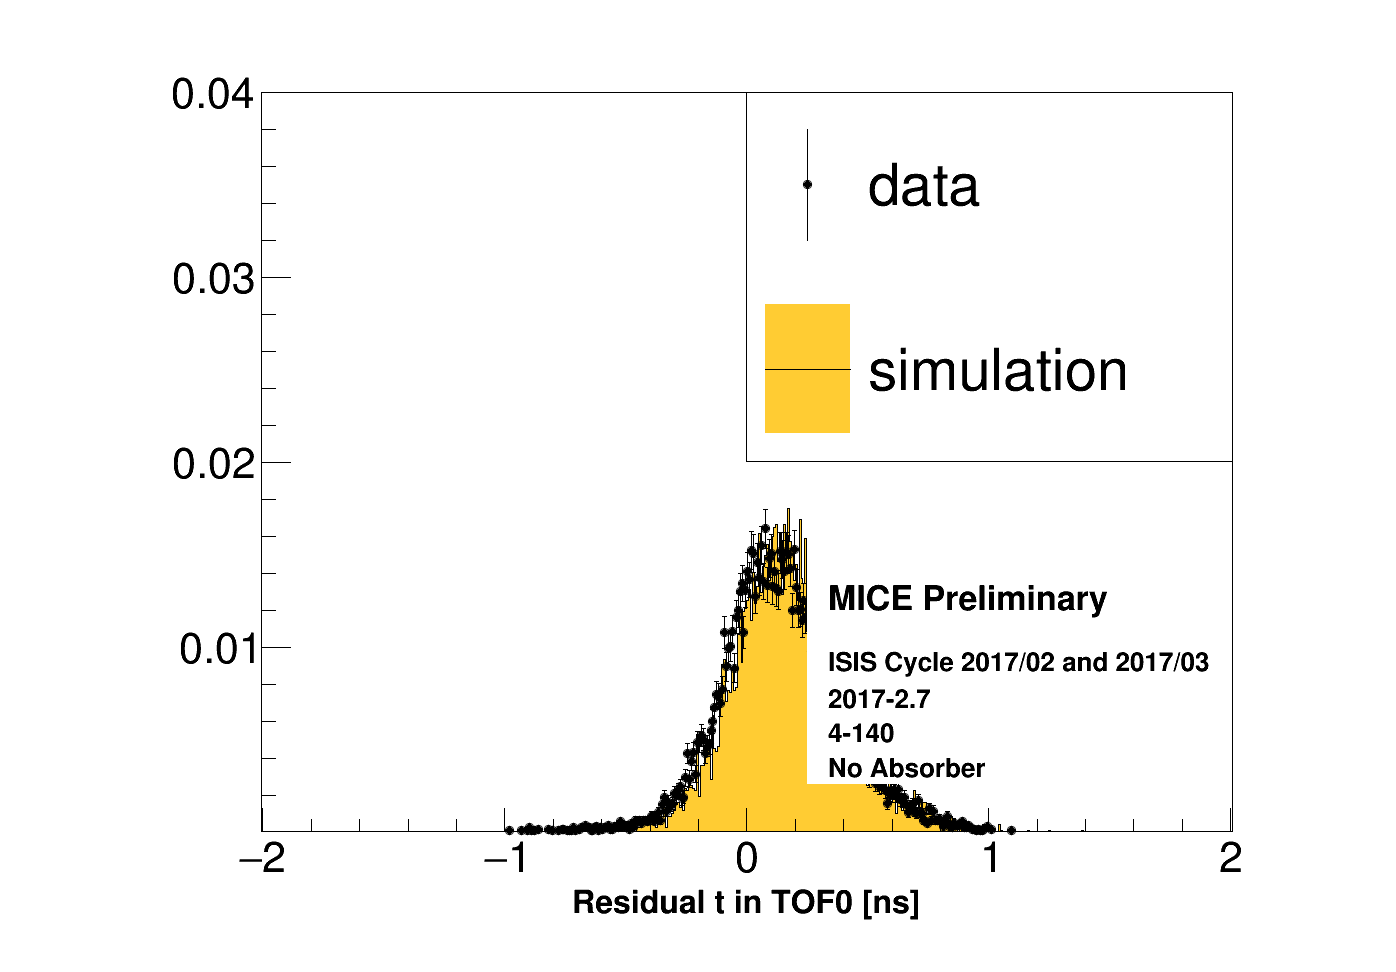 0.04
data
0.03
simulation
0.02
MICE Preliminary
0.01
ISIS Cycle 2017/02 and 2017/03
2017-2.7
4-140
No Absorber
−2 −1 0 1 2
Residual t in TOF0 [ns]